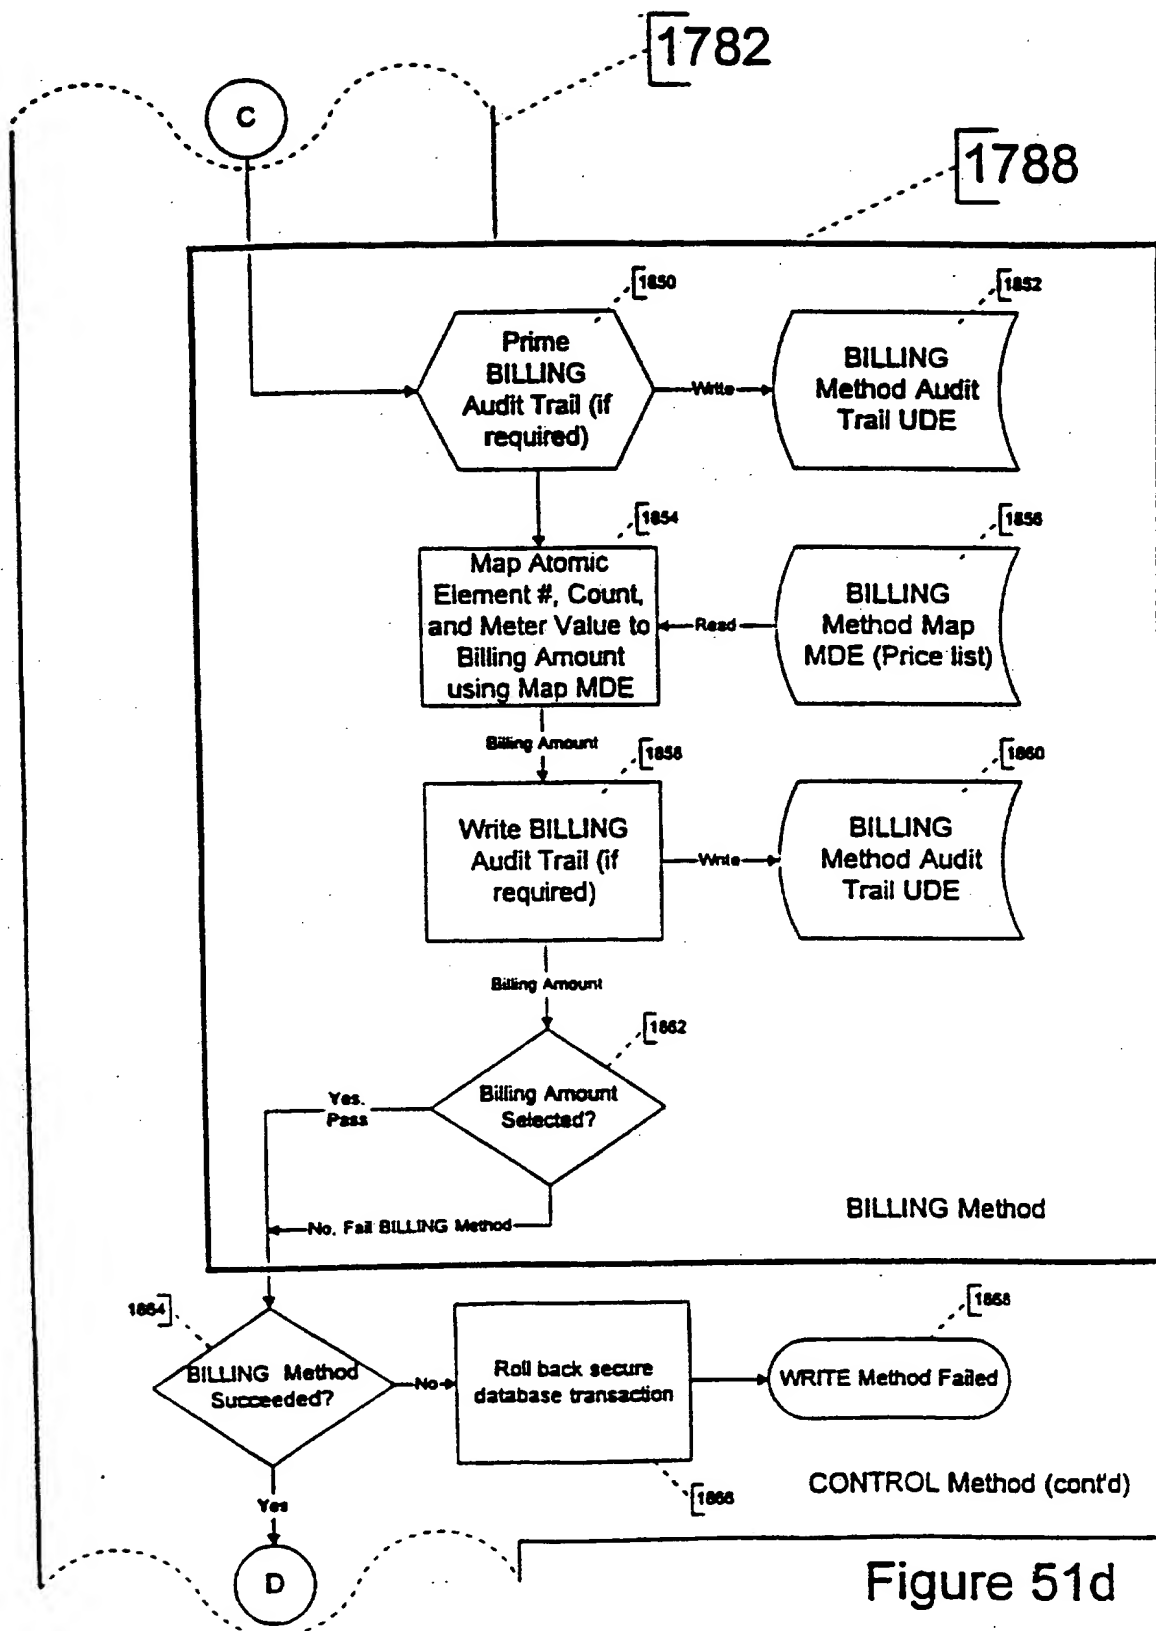 1782
C
1788
1850
1852
Prime
BILLING
Audit Trail (if
required)
Write
BILLING
Method Audit
Trail UDE
1854
1856
Map Atomic
Element #, Count,
and Meter Value to
Billing Amount
using Map MDE
Read
BILLING
Method Map
MDE (Price list)
Billing Amount
1858
1860
Write BILLING
Audit Trail (if
required)
Write
BILLING
Method Audit
Trail UDE
Billing Amount
1862
Billing Amount
Selected?
Yes.
Pass
No. Fail BILLING Method
BILLING Method
1864
1868
BILLING Method
Succeeded?
No
Roll back secure
database transaction
WRITE Method Failed
1866
Yes
CONTROL Method (cont'd)
D
Figure 51d